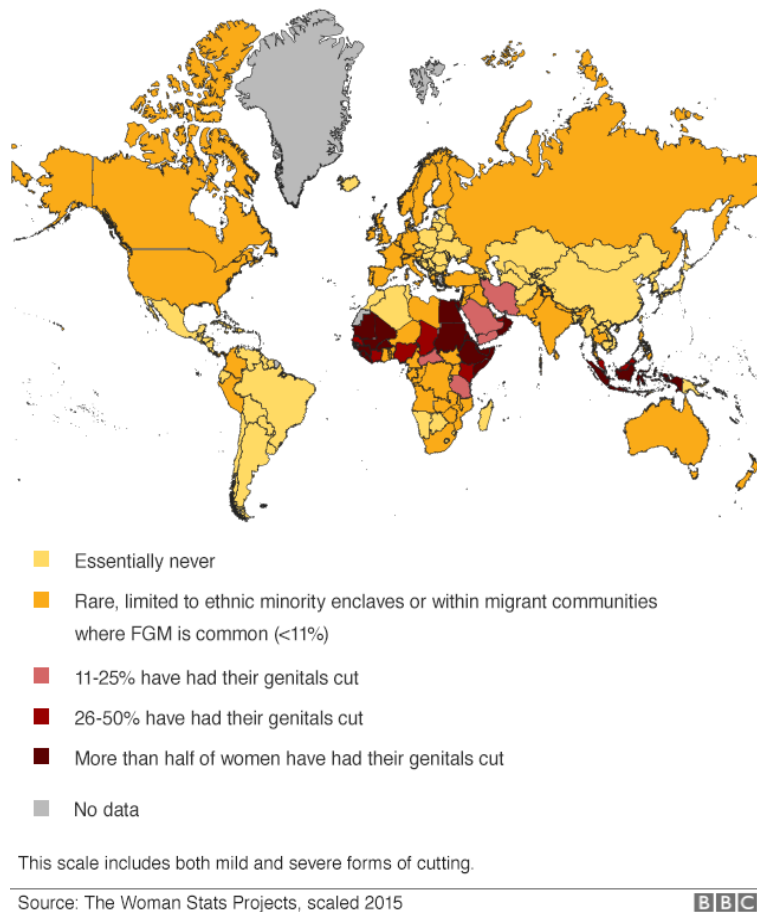 Essentially never
Rare, limited to ethnic minority enclaves or within migrant communities
where FGM is common (<11%)
11-25% have had their genitals cut
26-50% have had their genitals cut
More than half of women have had their genitals cut
No data
This scale includes both mild and severe forms of cutting.
Source: The Woman Stats Projects, scaled 2015
BBC